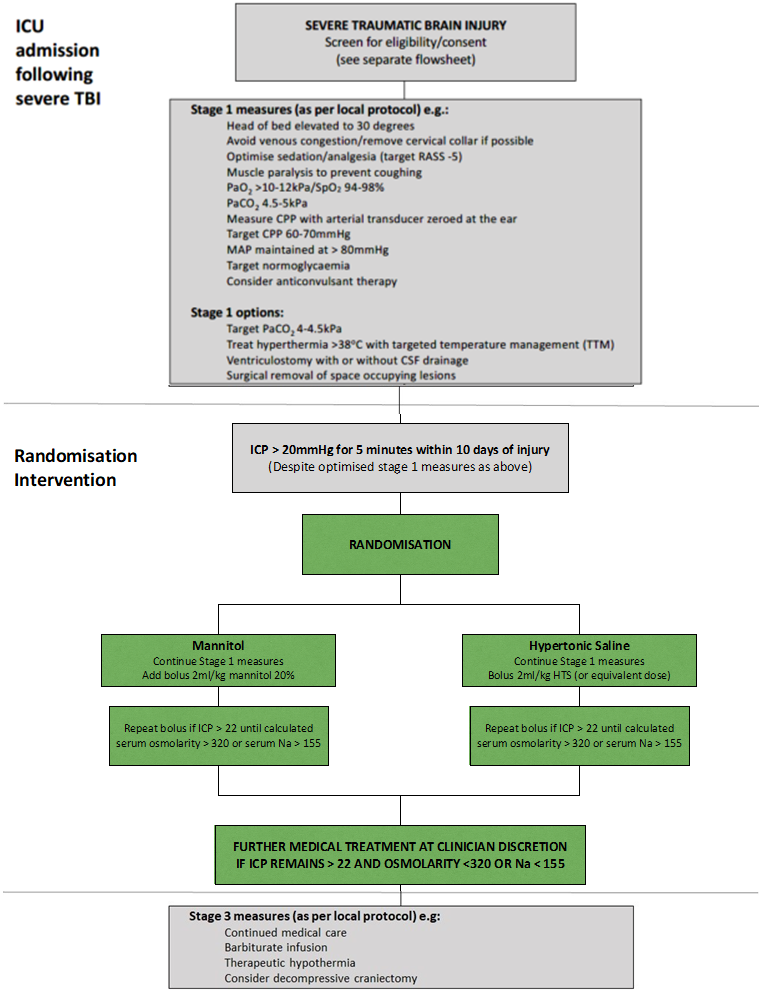 ICU
admission
following
severe TBI
SEVERE TRAUMATIC BRAIN INJURY
Screen for eligibility/consent
(see separate flowsheet)
Stage 1 measures (as per local protocol) e.g.:
Head of bed elevated to 30 degrees
Avoid venous congestion/remove cervical collar if possible
Optimise sedation/analgesia (target RASS -5)
Muscle paralysis to prevent coughing
PaO₂ >10-12kPa/SpO₂ 94-98%
PaCO₂ 4.5-5kPa
Measure CPP with arterial transducer zeroed at the ear
Target CPP 60-70mmHg
MAP maintained at > 80mmHg
Target normoglycaemia
Consider anticonvulsant therapy
Stage 1 options:
Target PaCO₂ 4-4.5kPa
Treat hyperthermia >38°C with targeted temperature management (TTM)
Ventriculostomy with or without CSF drainage
Surgical removal of space occupying lesions
Randomisation
Intervention
ICP > 20mmHg for 5 minutes within 10 days of injury
(Despite optimised stage 1 measures as above)
RANDOMISATION
Mannitol
Continue Stage 1 measures
Add bolus 2ml/kg mannitol 20%
Hypertonic Saline
Continue Stage 1 measures
Bolus 2ml/kg HTS (or equivalent dose)
Repeat bolus if ICP > 22 until calculated
serum osmolarity > 320 or serum Na > 155
Repeat bolus if ICP > 22 until calculated
serum osmolarity > 320 or serum Na > 155
FURTHER MEDICAL TREATMENT AT CLINICIAN DISCRETION
IF ICP REMAINS > 22 AND OSMOLARITY <320 OR Na < 155
Stage 3 measures (as per local protocol) e.g:
Continued medical care
Barbiturate infusion
Therapeutic hypothermia
Consider decompressive craniectomy